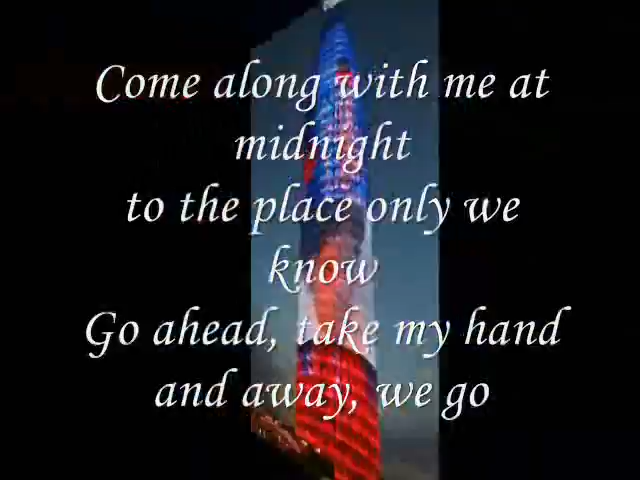 Come along with me at
midnight
to the place only we
know
Go ahead, take my hand
and away, we go